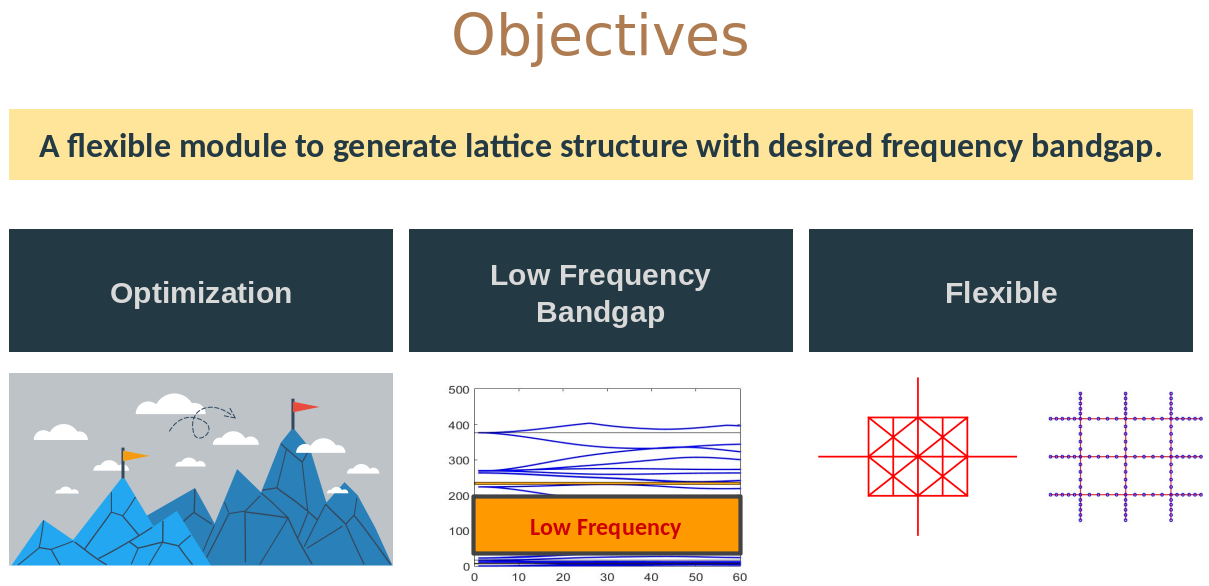 Objectives
A flexible module to generate lattice structure with desired frequency bandgap.
Optimization
Low Frequency
Bandgap
Flexible
500
400
300
200
100
0
Low Frequency
0 10 20 30 40 50 60